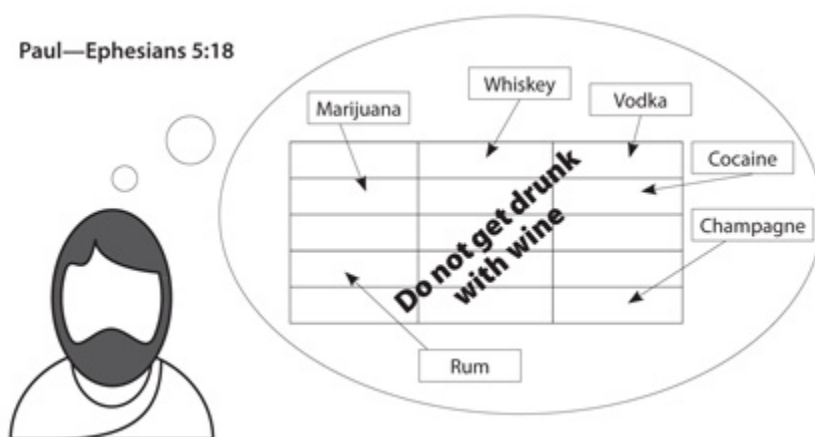 Paul—Ephesians 5:18
Whiskey
Marijuana
Vodka
Cocaine
Champagne
Do not get drunk
with wine
Rum